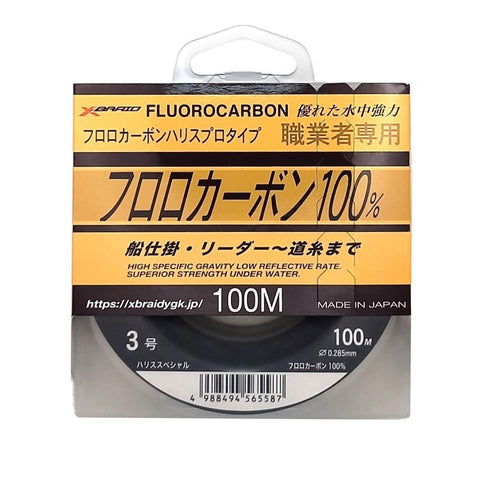 X-BRAID FLUOROCARBON 優れた水中強力
フロロカーボンハリスプロタイプ 職業者専用
フロロカーボン100%
船仕掛・リーダー～道糸まで
HIGH SPECIFIC GRAVITY LOW REFLECTIVE RATE.
SUPERIOR STRENGTH UNDER WATER.
https://xbraidygk.jp/ 100M MADE IN JAPAN
3号 100M
ハリススペシャル ∅0.285mm
フロロカーボン 100%
4 988494 565587